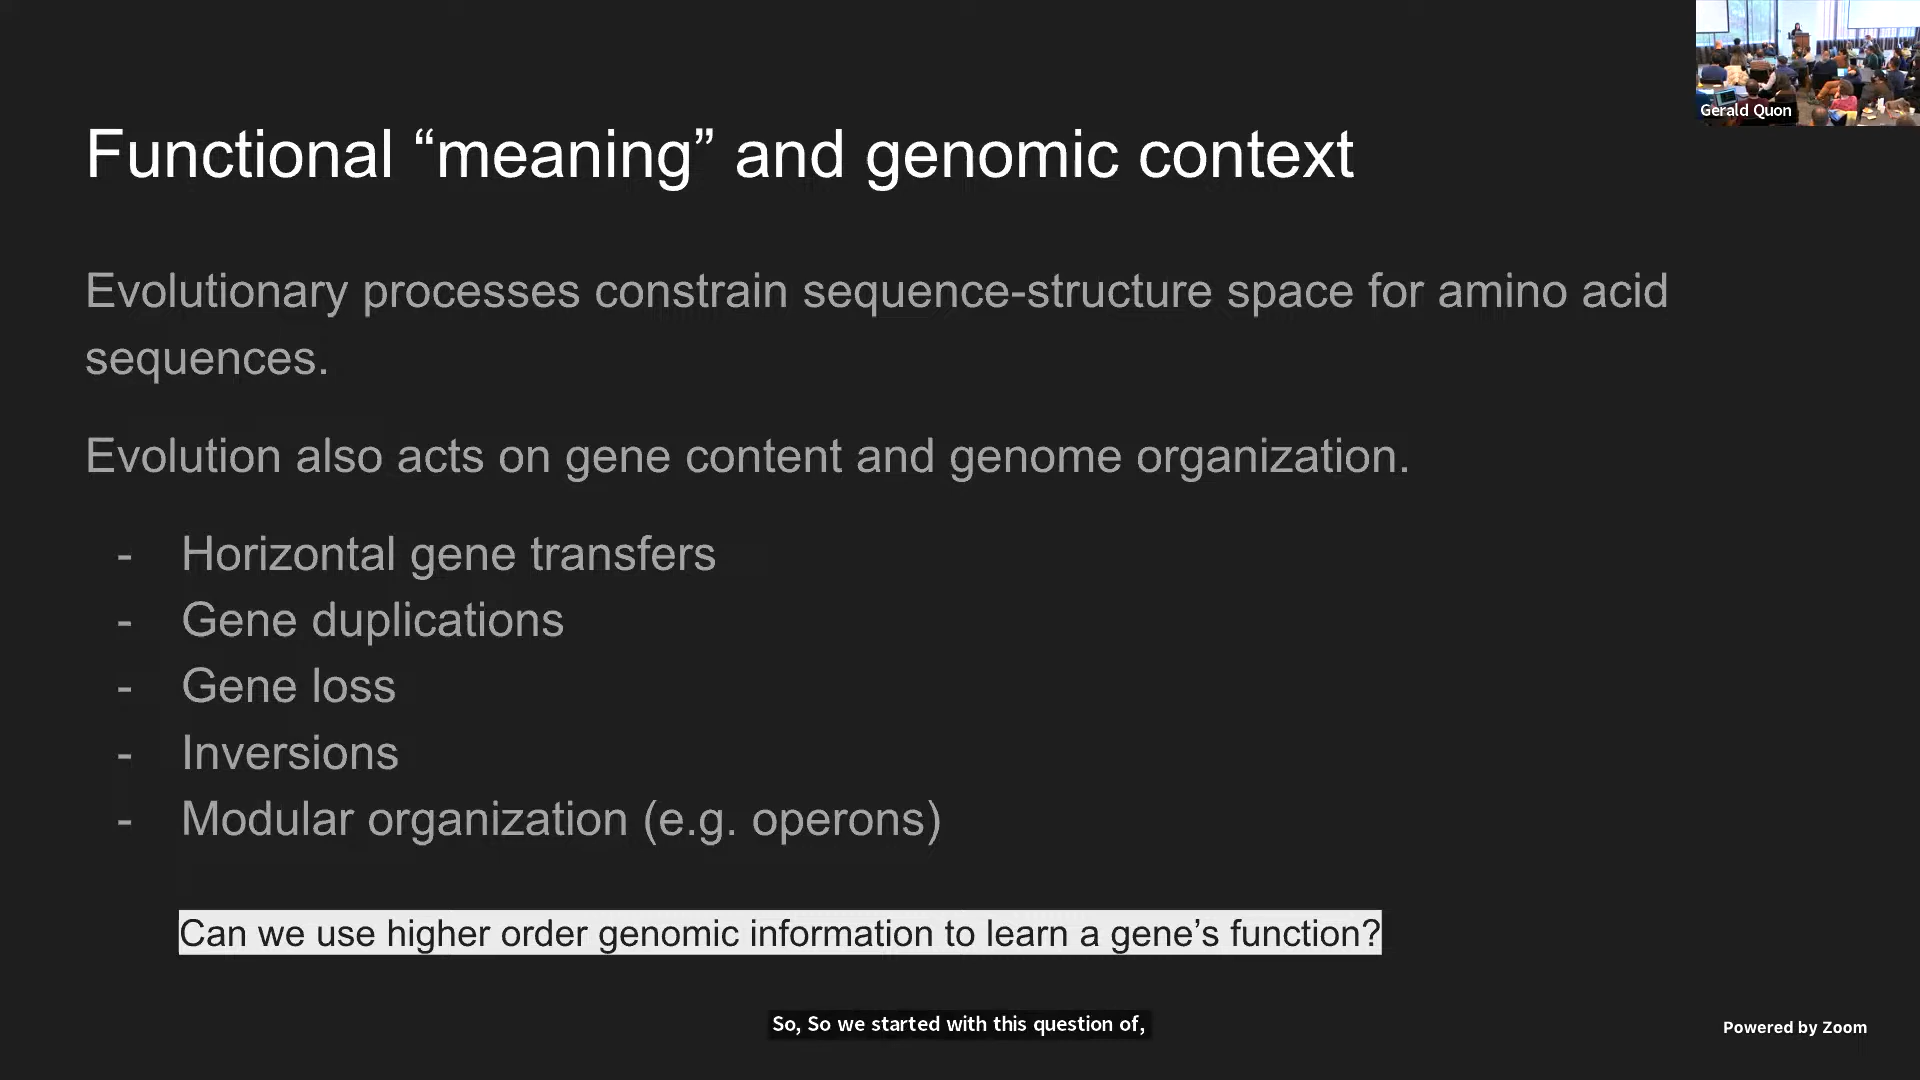 Gerald Quon
Functional “meaning” and genomic context
Evolutionary processes constrain sequence-structure space for amino acid
sequences.
Evolution also acts on gene content and genome organization.
- Horizontal gene transfers
- Gene duplications
- Gene loss
- Inversions
- Modular organization (e.g. operons)
Can we use higher order genomic information to learn a gene’s function?
So, So we started with this question of,
Powered by Zoom